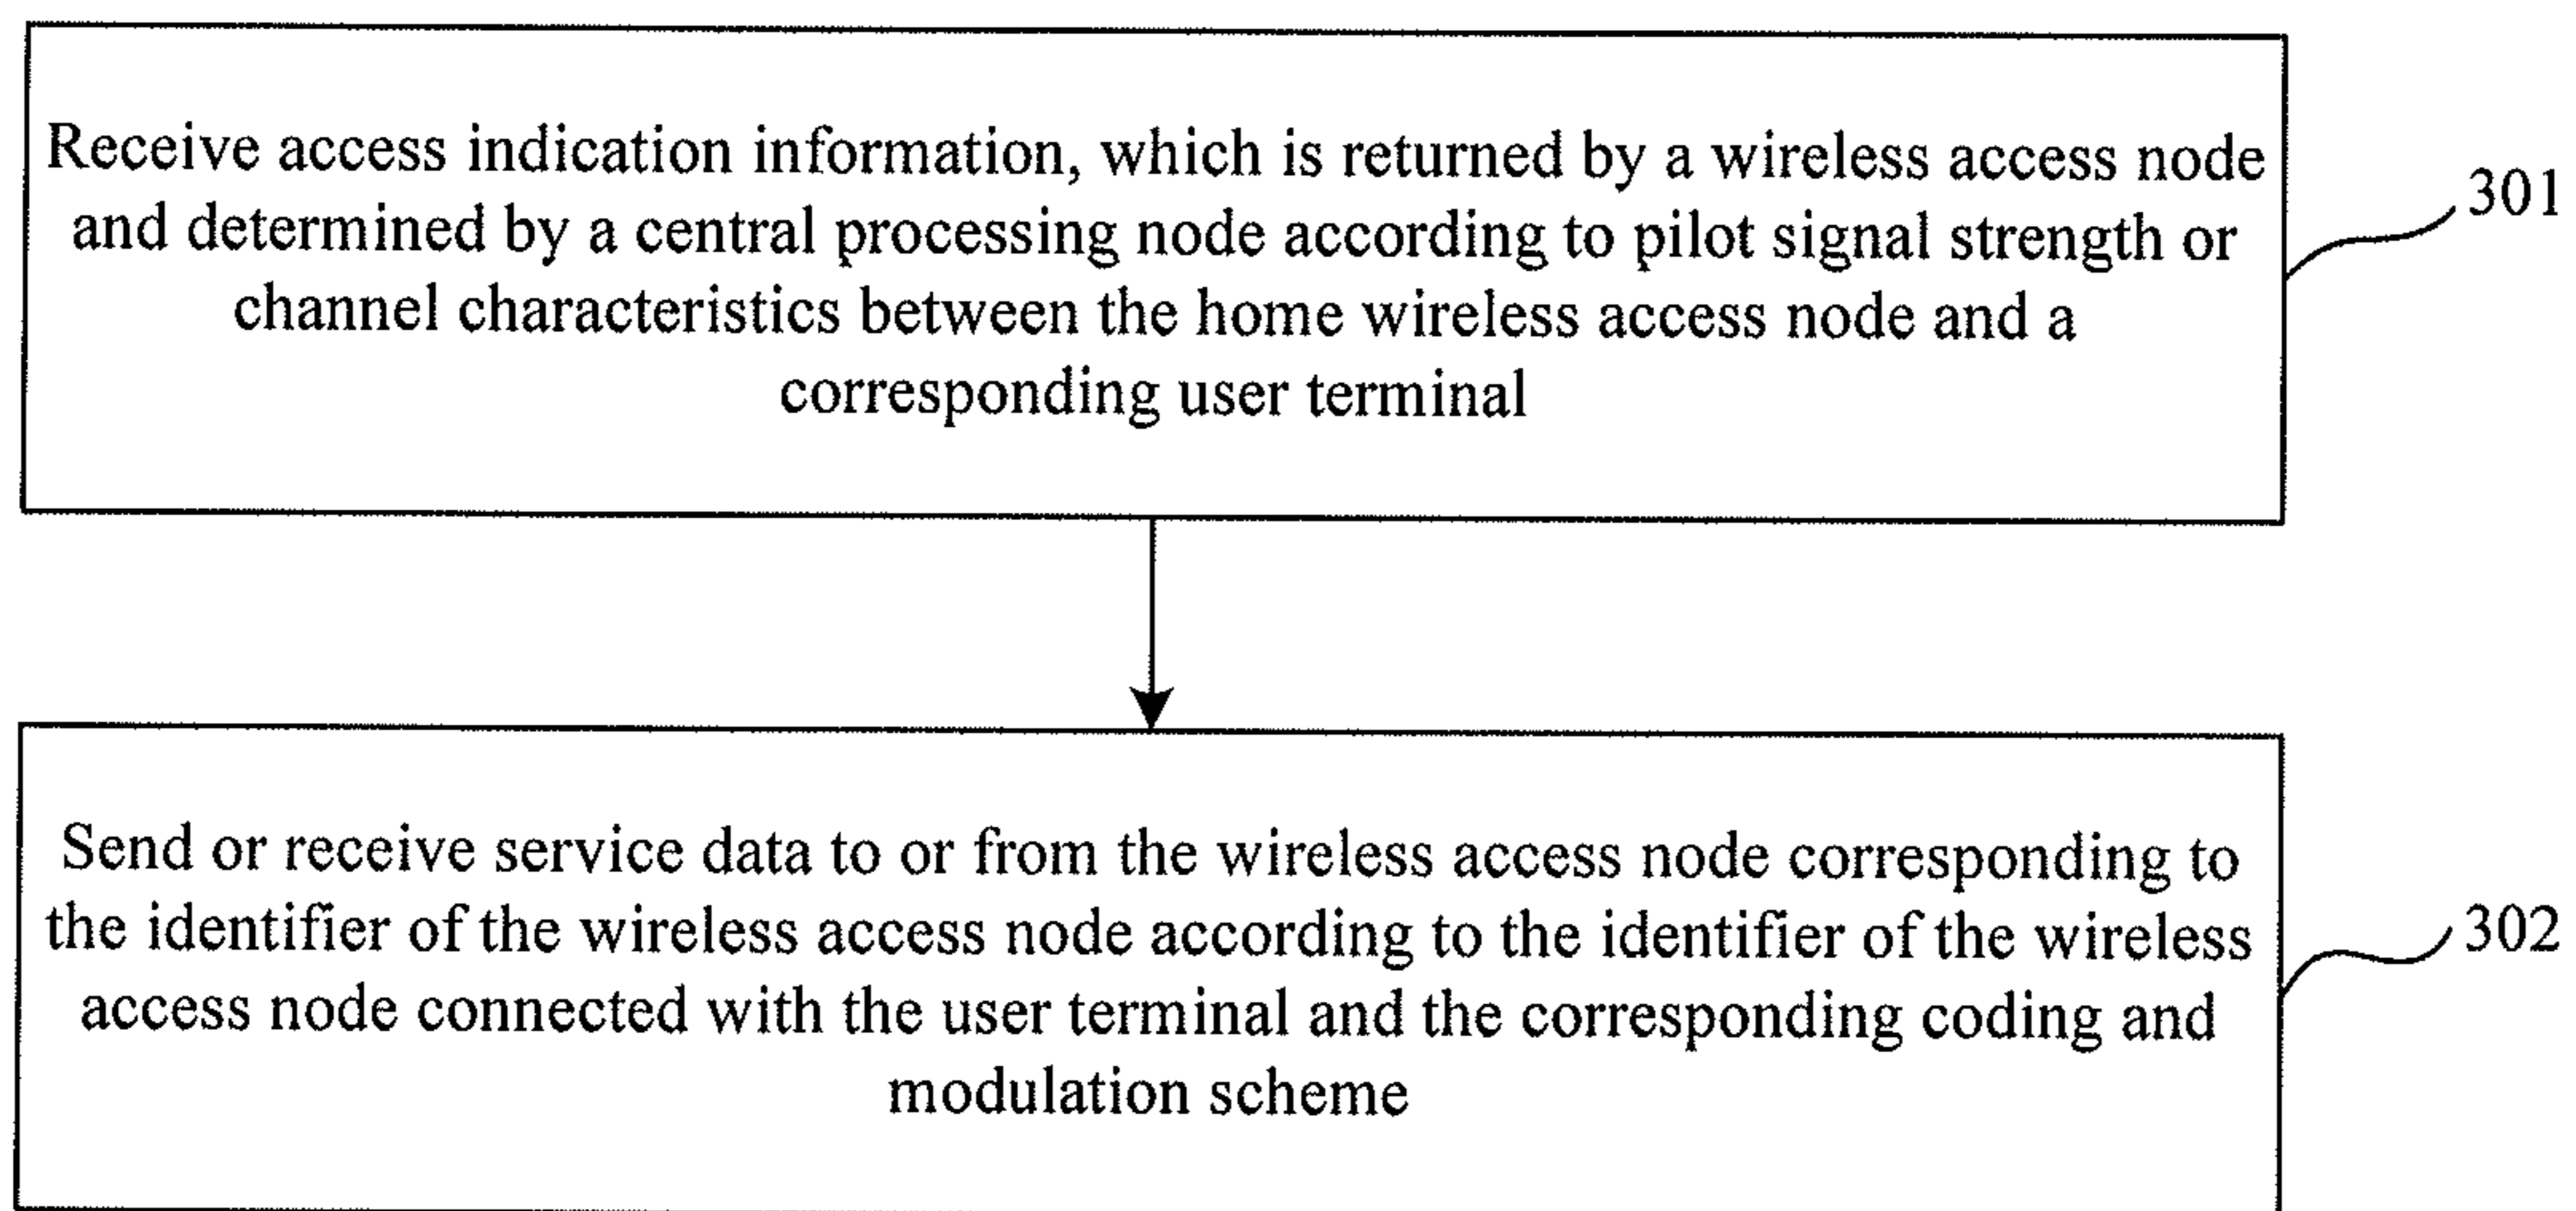 Receive access indication information, which is returned by a wireless access node
and determined by a central processing node according to pilot signal strength or
channel characteristics between the home wireless access node and a
corresponding user terminal
301
Send or receive service data to or from the wireless access node corresponding to
the identifier of the wireless access node according to the identifier of the wireless
access node connected with the user terminal and the corresponding coding and
modulation scheme
302